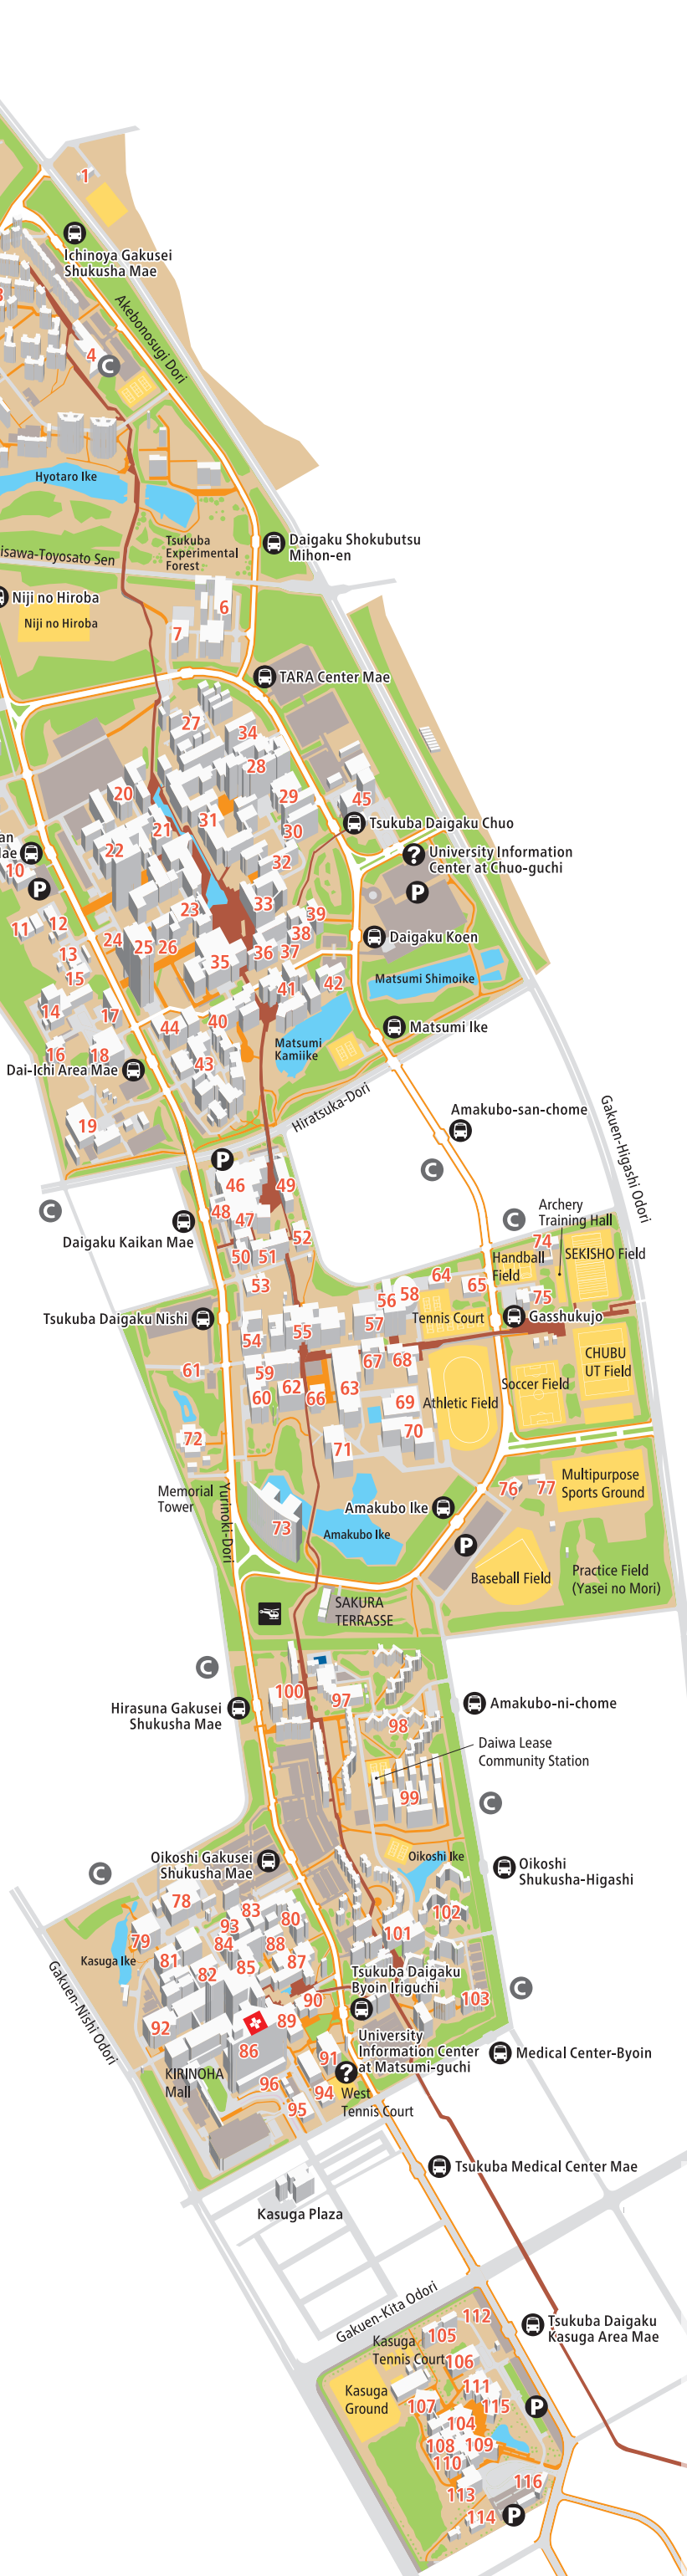 1
Ichinoya Gakusei
Shukusha Mae
3
Akebonosugi Dori
4
C
Hyotaro Ike
Tsukuba
Experimental
Forest
Daigaku Shokubutsu
Mihon-en
isawa-Toyosato Sen
Niji no Hiroba
Niji no Hiroba
6
7
TARA Center Mae
27
34
28
20
29
45
31
21
30
Tsukuba Daigaku Chuo
an
Mae
10
22
32
?
University Information
Center at Chuo-guchi
P
P
11
12
23
33
39
38
24
25
26
36
37
Daigaku Koen
13
35
15
41
42
Matsumi Shimoike
14
17
44
40
Matsumi Ike
16
18
43
Matsumi
Kamiike
Dai-Ichi Area Mae
19
Hiratsuka-Dori
Amakubo-san-chome
Gakuen-Higashi Odori
P
C
46
49
C
48
47
C
Archery
Training Hall
Daigaku Kaikan Mae
52
74
50
51
Handball
Field
SEKISHO Field
53
64
65
75
56
58
Tsukuba Daigaku Nishi
54
55
57
Tennis Court
Gasshukujo
61
59
67
68
CHUBU
UT Field
60
62
66
63
69
Athletic Field
Soccer Field
72
71
70
Memorial
Tower
Yurinoki-Dori
76
77
Multipurpose
Sports Ground
73
Amakubo Ike
Amakubo Ike
P
Baseball Field
Practice Field
(Yasei no Mori)
SAKURA
TERRASSE
C
100
97
Hirasuna Gakusei
Shukusha Mae
Amakubo-ni-chome
98
Daiwa Lease
Community Station
99
C
Oikoshi Gakusei
Shukusha Mae
Oikoshi Ike
Oikoshi
Shukusha-Higashi
C
78
83
80
102
79
93
101
84
88
Kasuga Ike
81
82
85
87
Tsukuba Daigaku
Byoin Iriguchi
C
Gakuen-Nishi Odori
90
103
92
89
University
Information Center
at Matsumi-guchi
86
91
?
Medical Center-Byoin
KIRINOHA
Mall
96
94
West
Tennis Court
95
Tsukuba Medical Center Mae
Kasuga Plaza
Gakuen-Kita Odori
112
Tsukuba Daigaku
Kasuga Area Mae
105
Kasuga
Tennis Court
106
Kasuga
Ground
111
107
115
P
104
108
109
110
116
113
114
P